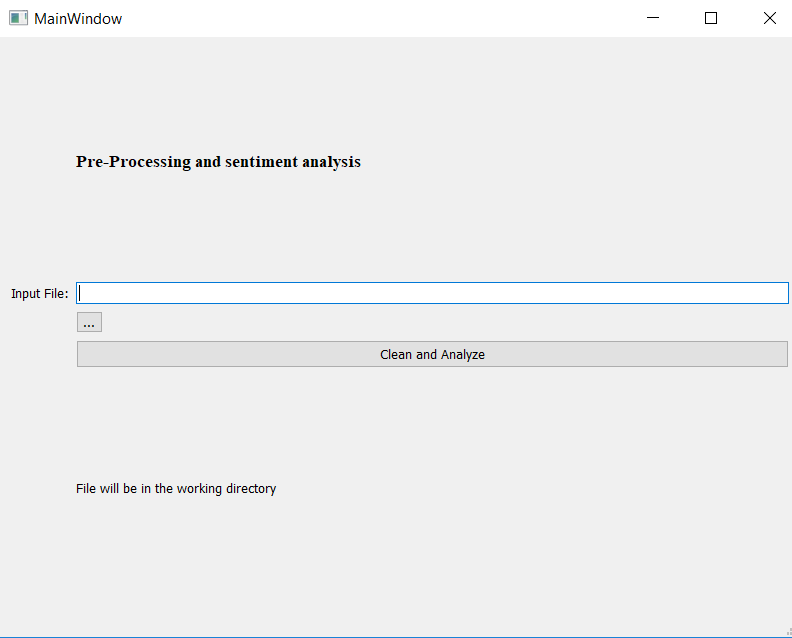 MainWindow
Pre-Processing and sentiment analysis
Input File:
...
Clean and Analyze
File will be in the working directory